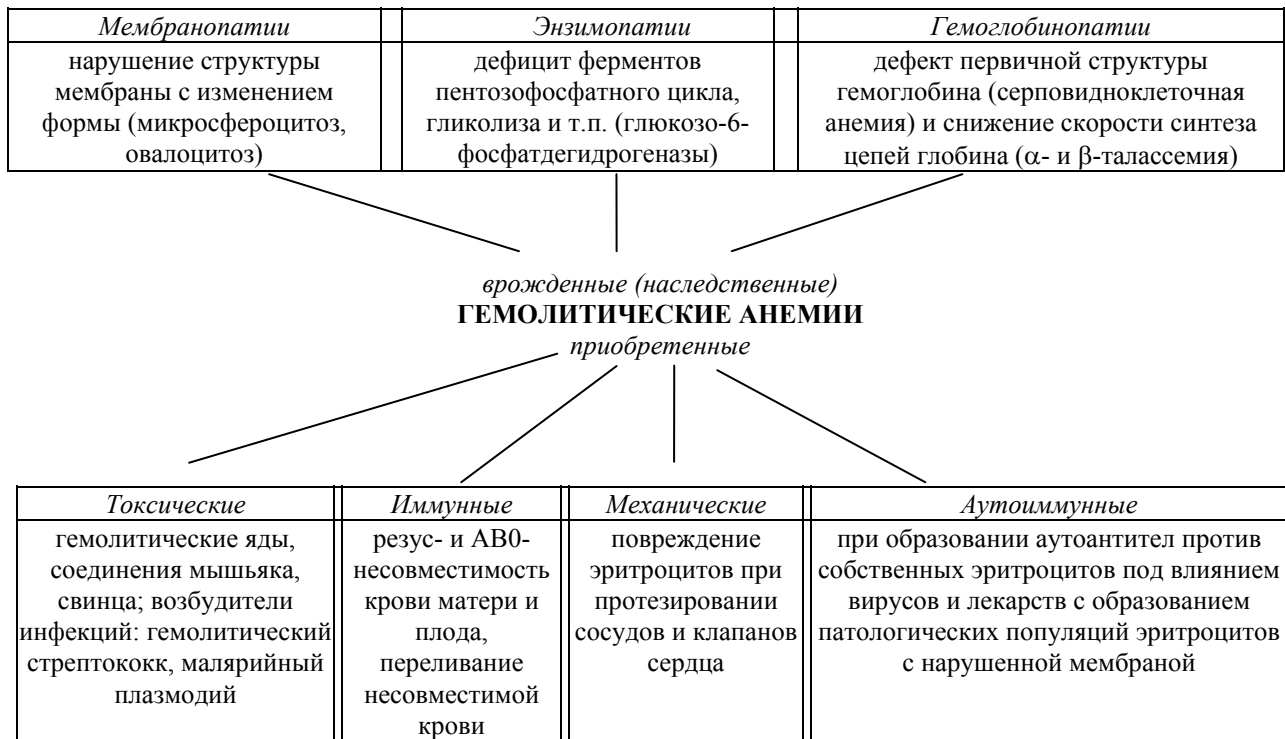 Мембранопатии
нарушение структуры
мембраны с изменением
формы (микросфероцитоз,
овалоцитоз)
Энзимопатии
дефицит ферментов
пентозофосфатного цикла,
гликолиза и т.п. (глюкозо-6-
фосфатдегидрогеназы)
Гемоглобинопатии
дефект первичной структуры
гемоглобина (серповидноклеточная
анемия) и снижение скорости синтеза
цепей глобина (α- и β-талассемия)
врожденные (наследственные)
ГЕМОЛИТИЧЕСКИЕ АНЕМИИ
приобретенные
Токсические
гемолитические яды,
соединения мышьяка,
свинца; возбудители
инфекций: гемолитический
стрептококк, малярийный
плазмодий
Иммунные
резус- и АВ0-
несовместимость
крови матери и
плода,
переливание
несовместимой
крови
Механические
повреждение
эритроцитов при
протезировании
сосудов и клапанов
сердца
Аутоиммунные
при образовании аутоантител против
собственных эритроцитов под влиянием
вирусов и лекарств с образованием
патологических популяций эритроцитов
с нарушенной мембраной